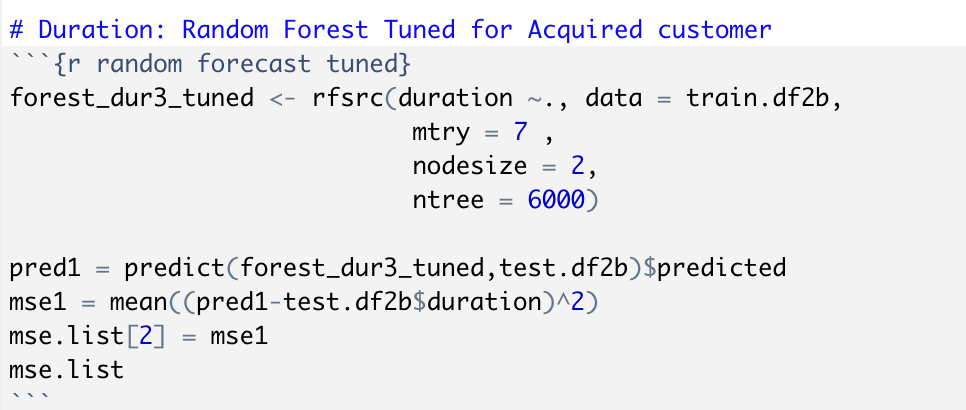 # Duration: Random Forest Tuned for Acquired customer
```{r random forecast tuned}
forest_dur3_tuned <- rfsrc(duration ~., data = train.df2b,
                           mtry = 7 ,
                           nodesize = 2,
                           ntree = 6000)

pred1 = predict(forest_dur3_tuned,test.df2b)$predicted
mse1 = mean((pred1-test.df2b$duration)^2)
mse.list[2] = mse1
mse.list
```